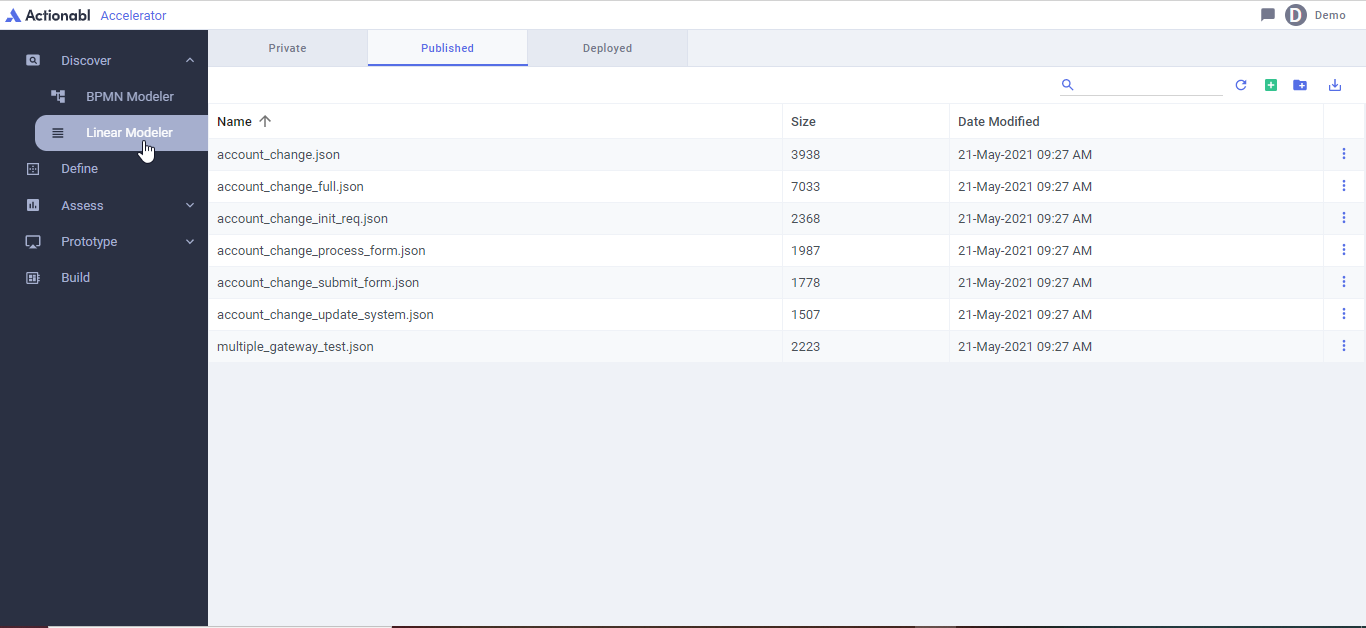 Actionabl Accelerator
D Demo
Discover
BPMN Modeler
Linear Modeler
Define
Assess
Prototype
Build
Private Published Deployed
Name Size Date Modified
account_change.json 3938 21-May-2021 09:27 AM
account_change_full.json 7033 21-May-2021 09:27 AM
account_change_init_req.json 2368 21-May-2021 09:27 AM
account_change_process_form.json 1987 21-May-2021 09:27 AM
account_change_submit_form.json 1778 21-May-2021 09:27 AM
account_change_update_system.json 1507 21-May-2021 09:27 AM
multiple_gateway_test.json 2223 21-May-2021 09:27 AM